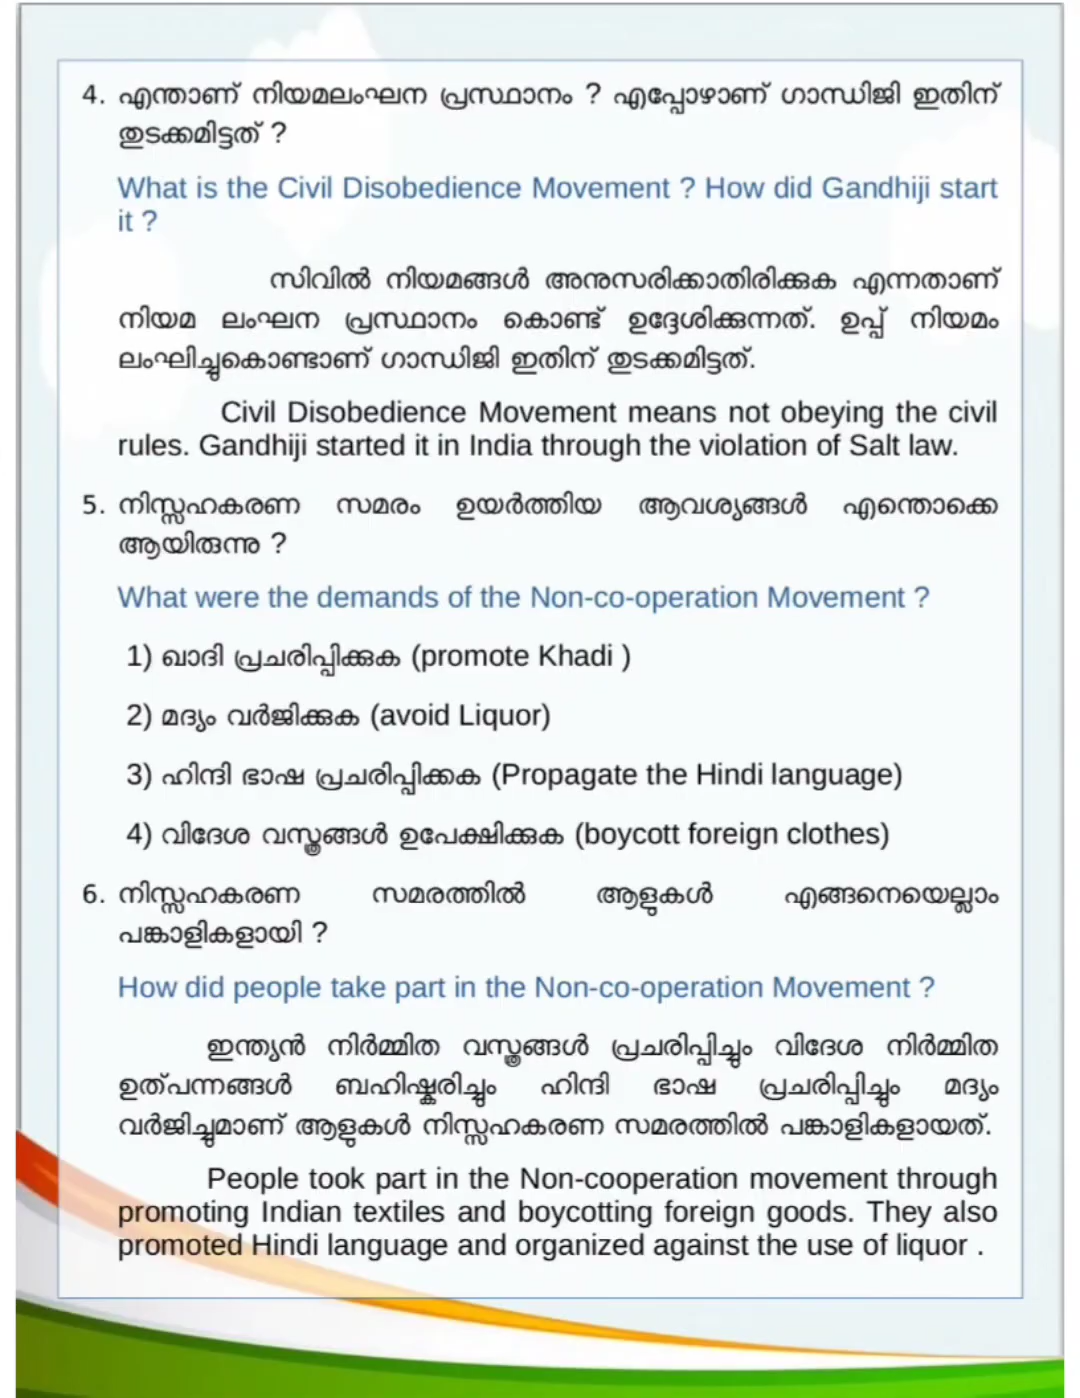 4. എന്താണ് നിയമലംഘന പ്രസ്ഥാനം ? എപ്പോഴാണ് ഗാന്ധിജി ഇതിന്
തുടക്കമിട്ടത് ?
What is the Civil Disobedience Movement ? How did Gandhiji start
it ?
സിവിൽ നിയമങ്ങൾ അനുസരിക്കാതിരിക്കുക എന്നതാണ്
നിയമ ലംഘന പ്രസ്ഥാനം കൊണ്ട് ഉദ്ദേശിക്കുന്നത്. ഉപ്പ് നിയമം
ലംഘിച്ചുകൊണ്ടാണ് ഗാന്ധിജി ഇതിന് തുടക്കമിട്ടത്.
Civil Disobedience Movement means not obeying the civil
rules. Gandhiji started it in India through the violation of Salt law.
5. നിസ്സഹകരണ സമരം ഉയർത്തിയ ആവശ്യങ്ങൾ എന്തൊക്കെ
ആയിരുന്നു ?
What were the demands of the Non-co-operation Movement ?
1) ഖാദി പ്രചരിപ്പിക്കുക (promote Khadi )
2) മദ്യം വർജിക്കുക (avoid Liquor)
3) ഹിന്ദി ഭാഷ പ്രചരിപ്പിക്കക (Propagate the Hindi language)
4) വിദേശ വസ്ത്രങ്ങൾ ഉപേക്ഷിക്കുക (boycott foreign clothes)
6. നിസ്സഹകരണ സമരത്തിൽ ആളുകൾ എങ്ങനെയെല്ലാം
പങ്കാളികളായി ?
How did people take part in the Non-co-operation Movement ?
ഇന്ത്യൻ നിർമ്മിത വസ്ത്രങ്ങൾ പ്രചരിപ്പിച്ചും വിദേശ നിർമ്മിത
ഉത്പന്നങ്ങൾ ബഹിഷ്കരിച്ചും ഹിന്ദി ഭാഷ പ്രചരിപ്പിച്ചും മദ്യം
വർജിച്ചുമാണ് ആളുകൾ നിസ്സഹകരണ സമരത്തിൽ പങ്കാളികളായത്.
People took part in the Non-cooperation movement through
promoting Indian textiles and boycotting foreign goods. They also
promoted Hindi language and organized against the use of liquor .